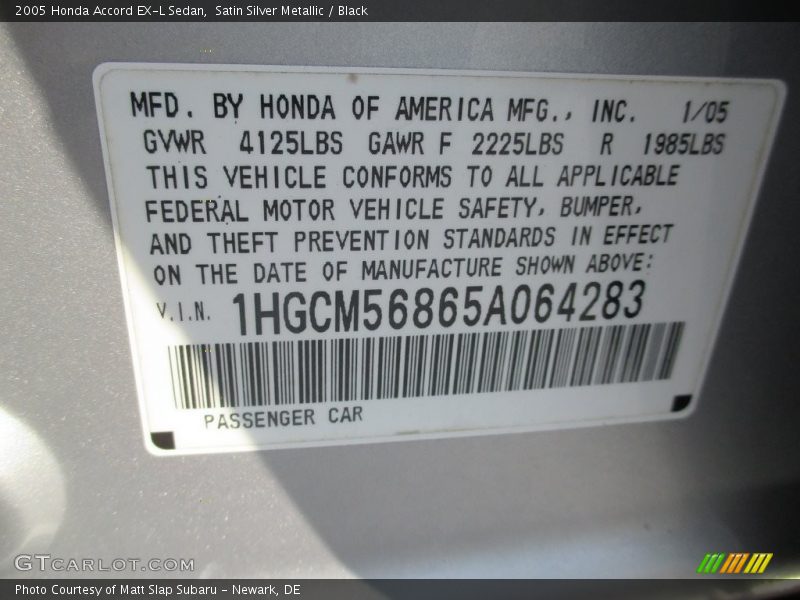 2005 Honda Accord EX-L Sedan,  Satin Silver Metallic / Black
MFD. BY HONDA OF AMERICA MFG., INC.   1/05
GVWR   4125LBS   GAWR F  2225LBS   R   1985LBS
THIS VEHICLE CONFORMS TO ALL APPLICABLE
FEDERAL MOTOR VEHICLE SAFETY, BUMPER,
AND THEFT PREVENTION STANDARDS IN EFFECT
ON THE DATE OF MANUFACTURE SHOWN ABOVE:
V.I.N. 1HGCM56865A064283
PASSENGER CAR
GTCARLOT.COM
Photo Courtesy of Matt Slap Subaru - Newark, DE